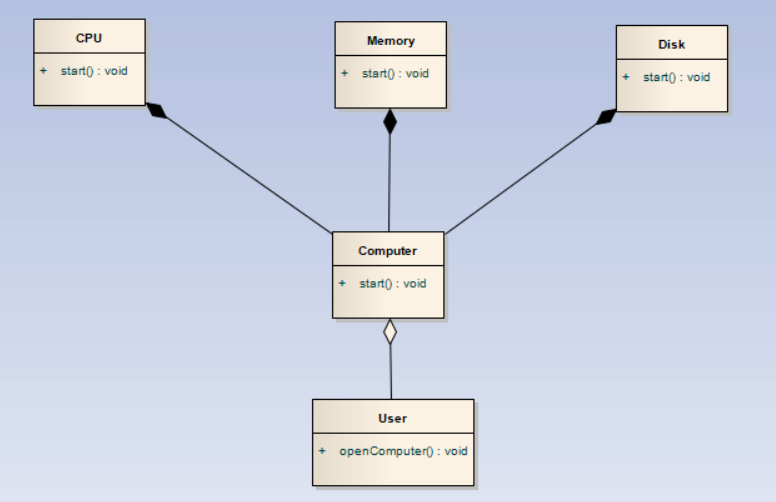 CPU
+ start() : void
Memory
+ start() : void
Disk
+ start() : void
Computer
+ start() : void
User
+ openComputer() : void